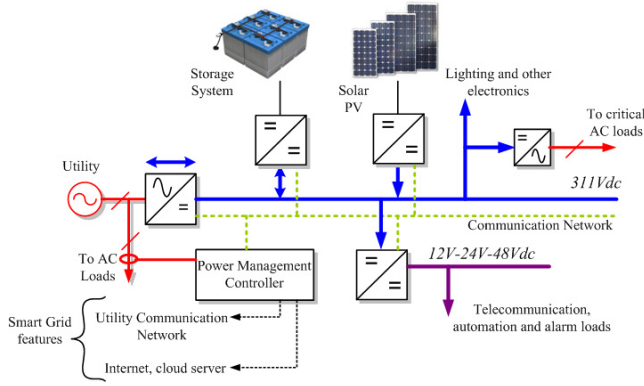 Storage
System
Solar
PV
Lighting and other
electronics
To critical
AC loads
Utility
311Vdc
Communication Network
To AC
Loads
Power Management
Controller
12V-24V-48Vdc
Smart Grid
features
Utility Communication
Network
Internet, cloud server
Telecommunication,
automation and alarm loads